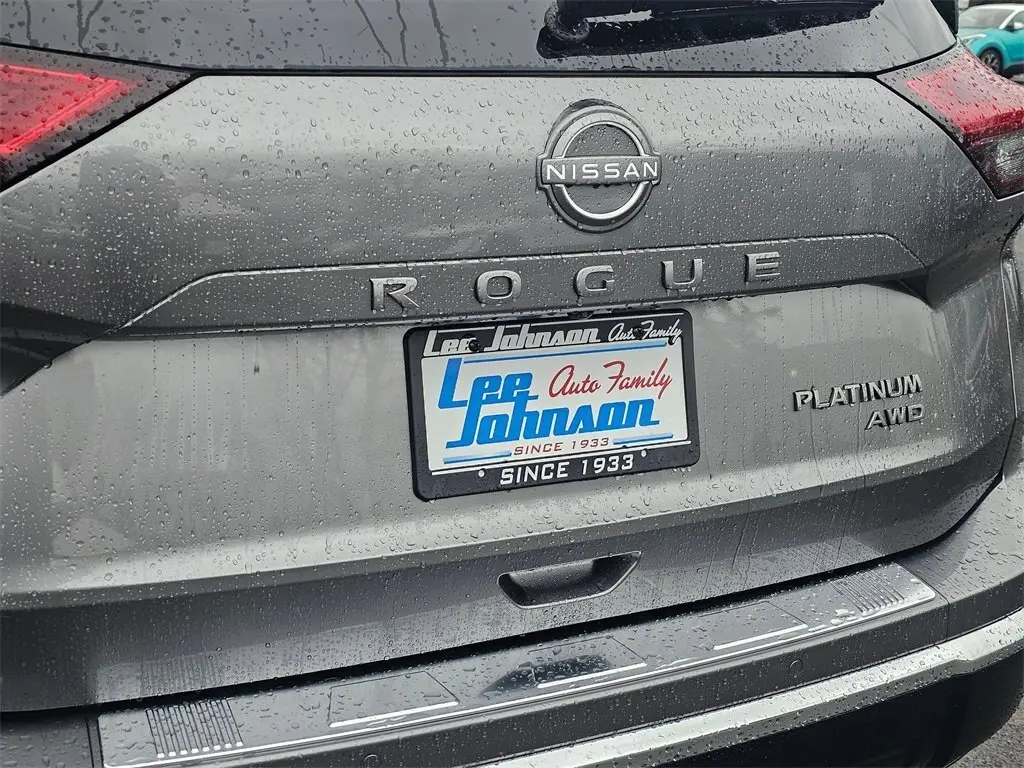 NISSAN
ROGUE
Lee Johnson Auto Family
Lee Auto Family
Johnson
SINCE 1933
SINCE 1933
PLATINUM
AWD